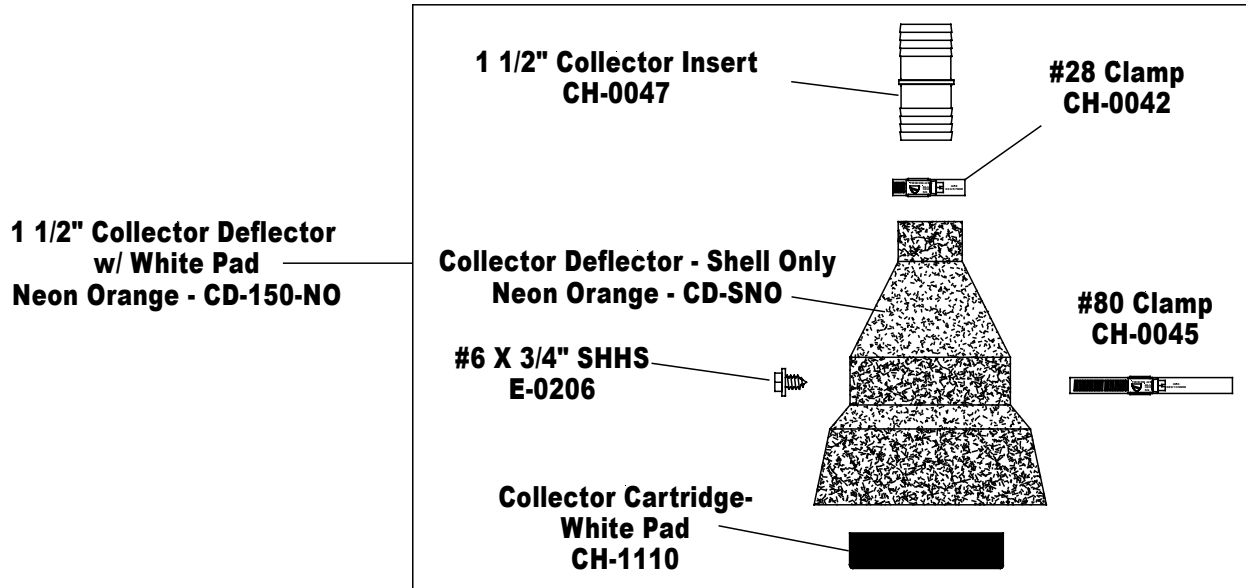 1 1/2" Collector Insert
CH-0047
#28 Clamp
CH-0042
1 1/2" Collector Deflector
w/ White Pad
Neon Orange - CD-150-NO
Collector Deflector - Shell Only
Neon Orange - CD-SNO
#80 Clamp
CH-0045
#6 X 3/4" SHHS
E-0206
Collector Cartridge-
White Pad
CH-1110